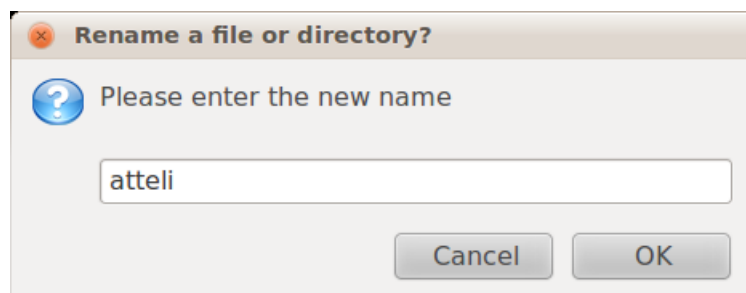 Rename a file or directory?
Please enter the new name
atteli
Cancel OK